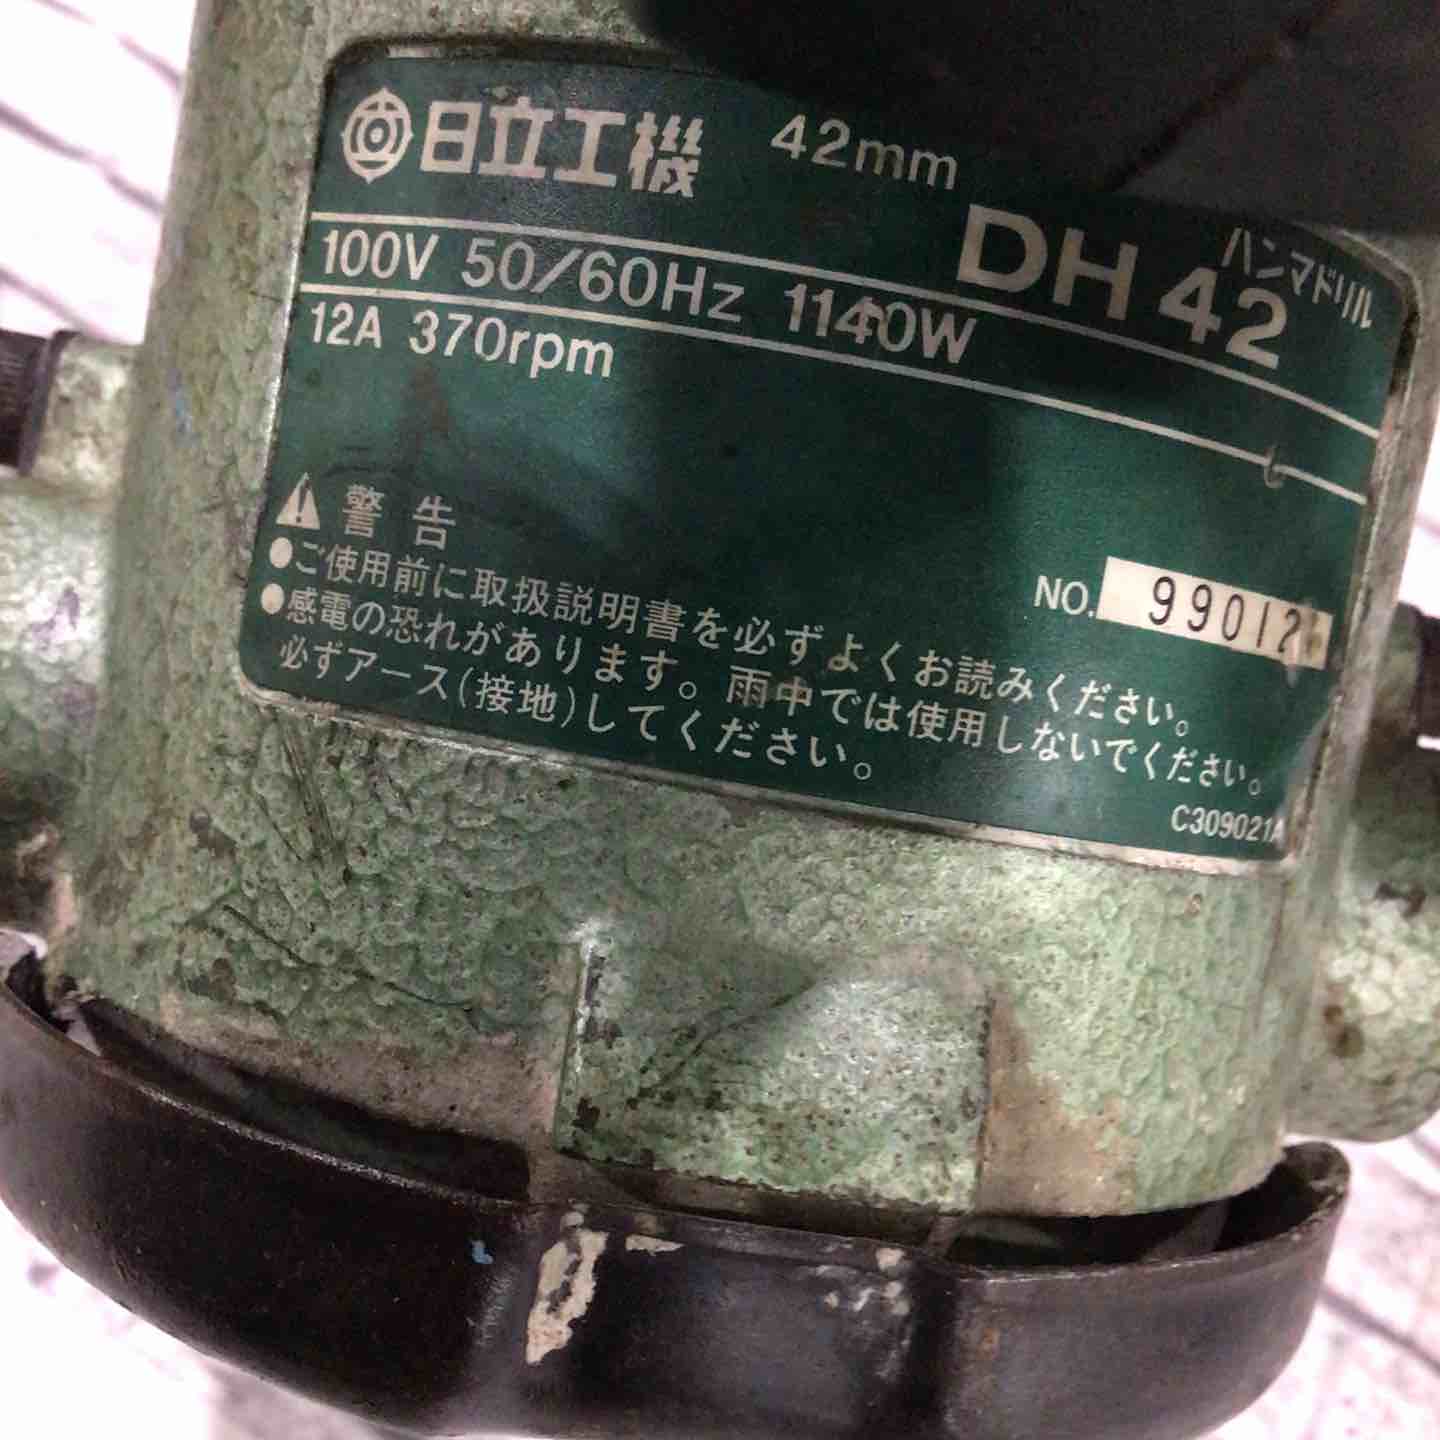 日立工機 42mm
DH 42 ハンマドリル
100V 50/60Hz 1140W
12A 370rpm
警告
NO. 99012
●ご使用前に取扱説明書を必ずよくお読みください。
●感電の恐れがあります。雨中では使用しないでください。
必ずアース(接地)してください。
C309021A